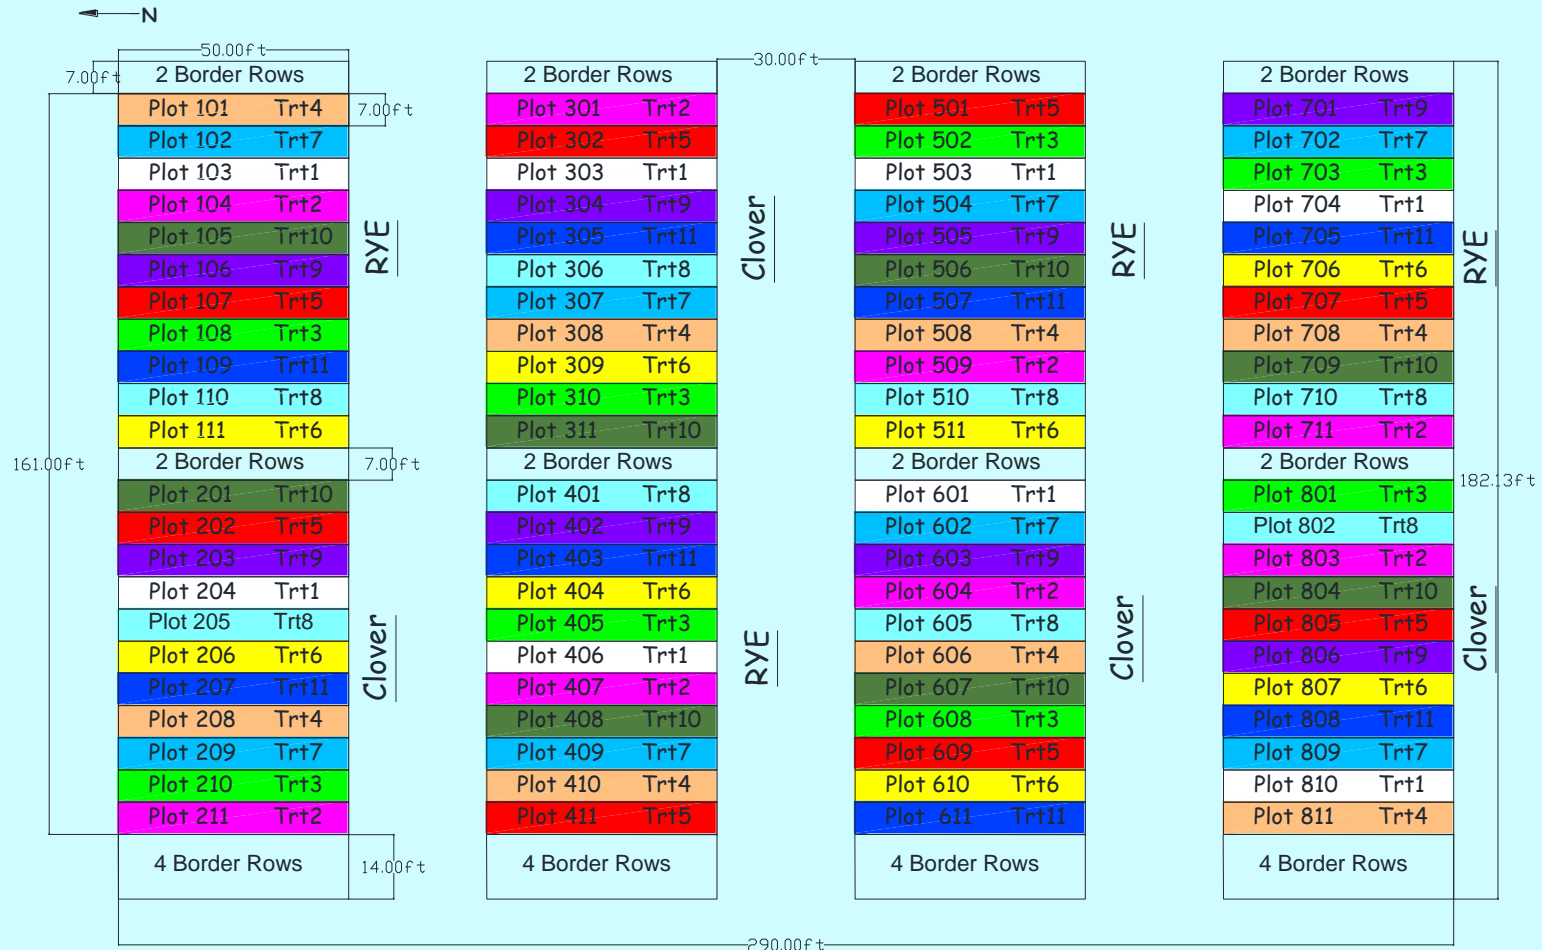 N
50.00ft
7.00ft
2 Border Rows
Plot 101 Trt4
7.00ft
Plot 102 Trt7
Plot 103 Trt1
Plot 104 Trt2
Plot 105 Trt10
Plot 106 Trt9
Plot 107 Trt5
Plot 108 Trt3
Plot 109 Trt11
Plot 110 Trt8
Plot 111 Trt6
RYE
2 Border Rows
7.00ft
161.00ft
Plot 201 Trt10
Plot 202 Trt5
Plot 203 Trt9
Plot 204 Trt1
Plot 205 Trt8
Plot 206 Trt6
Plot 207 Trt11
Plot 208 Trt4
Plot 209 Trt7
Plot 210 Trt3
Plot 211 Trt2
Clover
4 Border Rows
14.00ft
2 Border Rows
30.00ft
Plot 301 Trt2
Plot 302 Trt5
Plot 303 Trt1
Plot 304 Trt9
Plot 305 Trt11
Plot 306 Trt8
Plot 307 Trt7
Plot 308 Trt4
Plot 309 Trt6
Plot 310 Trt3
Plot 311 Trt10
Clover
2 Border Rows
Plot 401 Trt8
Plot 402 Trt9
Plot 403 Trt11
Plot 404 Trt6
Plot 405 Trt3
Plot 406 Trt1
Plot 407 Trt2
Plot 408 Trt10
Plot 409 Trt7
Plot 410 Trt4
Plot 411 Trt5
RYE
4 Border Rows
2 Border Rows
Plot 501 Trt5
Plot 502 Trt3
Plot 503 Trt1
Plot 504 Trt7
Plot 505 Trt9
Plot 506 Trt10
Plot 507 Trt11
Plot 508 Trt4
Plot 509 Trt2
Plot 510 Trt8
Plot 511 Trt6
RYE
2 Border Rows
Plot 601 Trt1
Plot 602 Trt7
Plot 603 Trt9
Plot 604 Trt2
Plot 605 Trt8
Plot 606 Trt4
Plot 607 Trt10
Plot 608 Trt3
Plot 609 Trt5
Plot 610 Trt6
Plot 611 Trt11
Clover
4 Border Rows
2 Border Rows
Plot 701 Trt9
Plot 702 Trt7
Plot 703 Trt3
Plot 704 Trt1
Plot 705 Trt11
Plot 706 Trt6
Plot 707 Trt5
Plot 708 Trt4
Plot 709 Trt10
Plot 710 Trt8
Plot 711 Trt2
RYE
2 Border Rows
182.13ft
Plot 801 Trt3
Plot 802 Trt8
Plot 803 Trt2
Plot 804 Trt10
Plot 805 Trt5
Plot 806 Trt9
Plot 807 Trt6
Plot 808 Trt11
Plot 809 Trt7
Plot 810 Trt1
Plot 811 Trt4
Clover
4 Border Rows
290.00ft